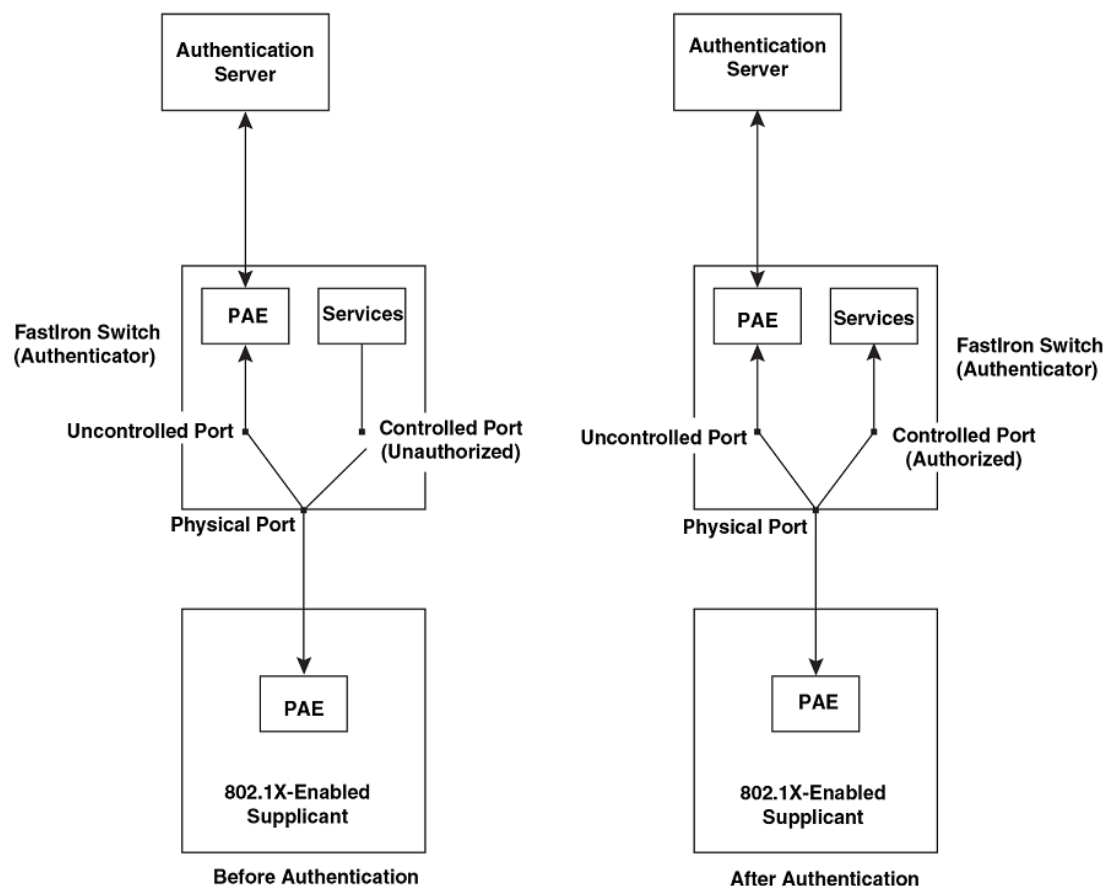 Authentication
Server
PAE
Services
FastIron Switch
(Authenticator)
Uncontrolled Port
Controlled Port
(Unauthorized)
Physical Port
PAE
802.1X-Enabled
Supplicant
Before Authentication
Authentication
Server
PAE
Services
FastIron Switch
(Authenticator)
Uncontrolled Port
Controlled Port
(Authorized)
Physical Port
PAE
802.1X-Enabled
Supplicant
After Authentication